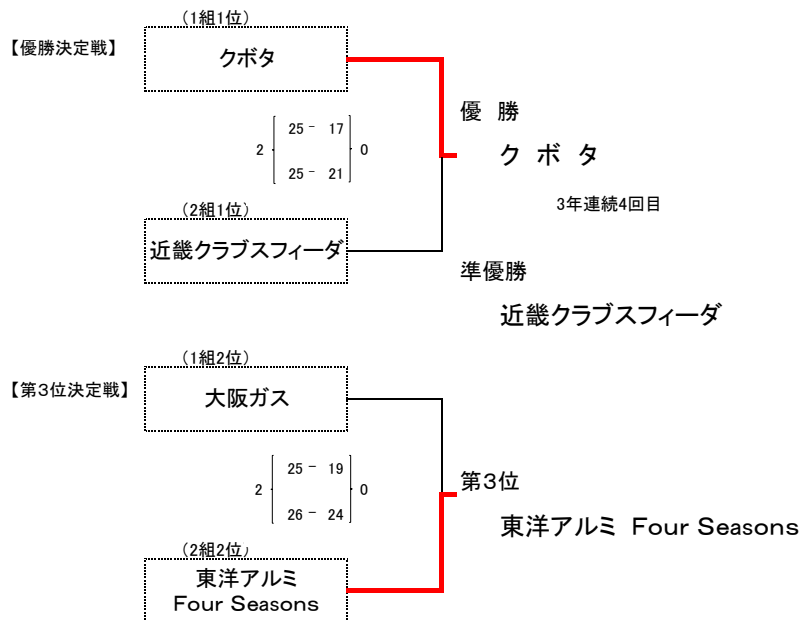 (1組1位)
【優勝決定戦】
クボタ
優 勝
25 - 17
2 0
25 - 21
ク ボ タ
3年連続4回目
(2組1位)
近畿クラブスフィーダ
準優勝
近畿クラブスフィーダ
(1組2位)
【第3位決定戦】
大阪ガス
25 - 19
2 0
26 - 24
第3位
東洋アルミ Four Seasons
(2組2位)
東洋アルミ
Four Seasons